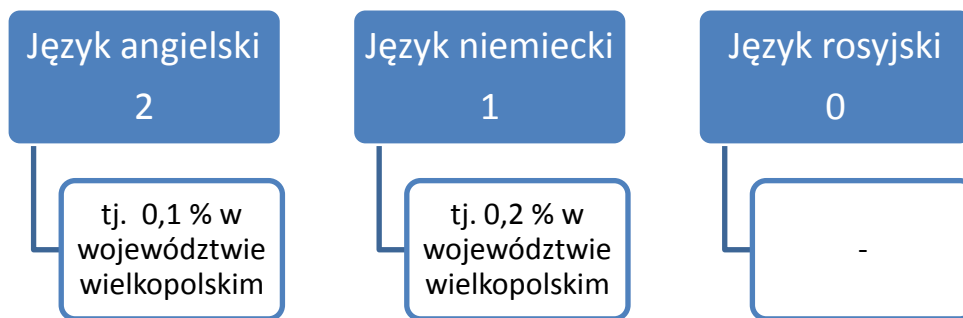 Język angielski
2
tj. 0,1 % w
województwie
wielkopolskim
Język niemiecki
1
tj. 0,2 % w
województwie
wielkopolskim
Język rosyjski
0
-